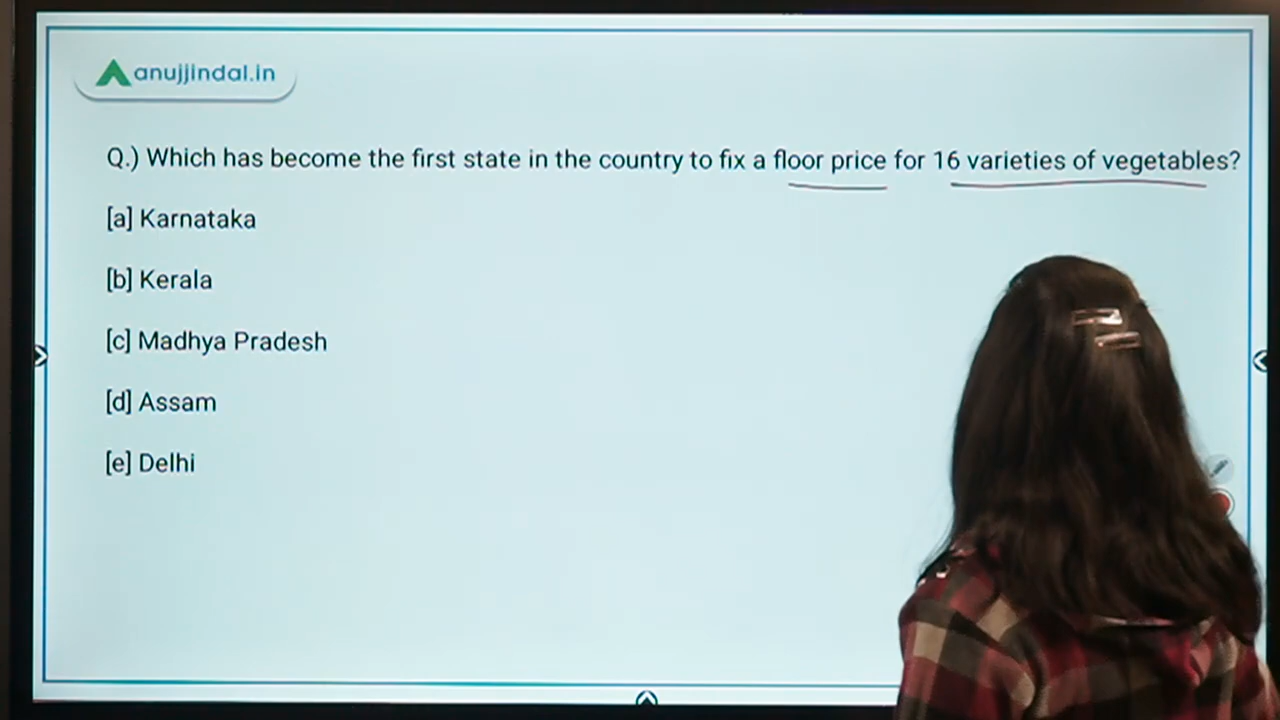 anujjindal.in
Q.) Which has become the first state in the country to fix a floor price for 16 varieties of vegetables?
[a] Karnataka
[b] Kerala
[c] Madhya Pradesh
[d] Assam
[e] Delhi